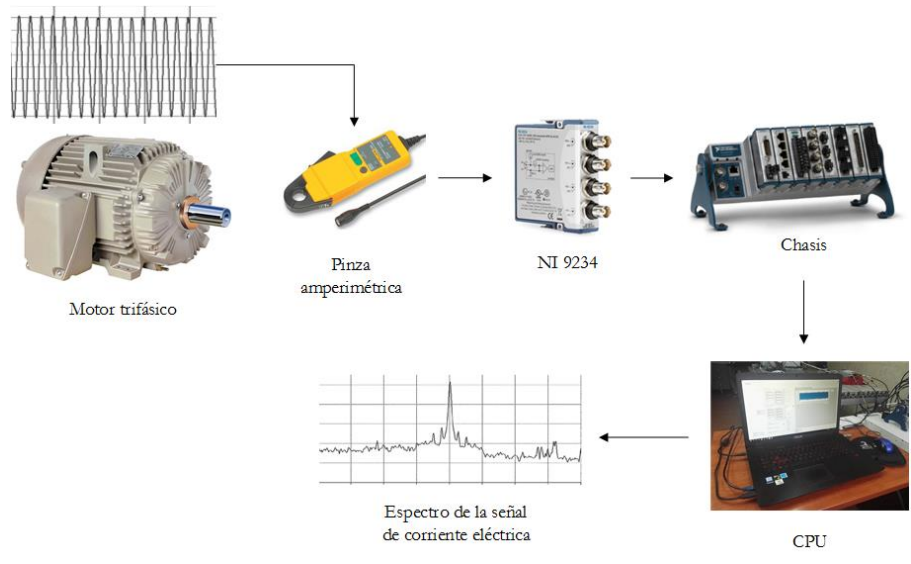 Motor trifásico
Pinza
amperimétrica
NI 9234
Chasis
CPU
Espectro de la señal
de corriente eléctrica